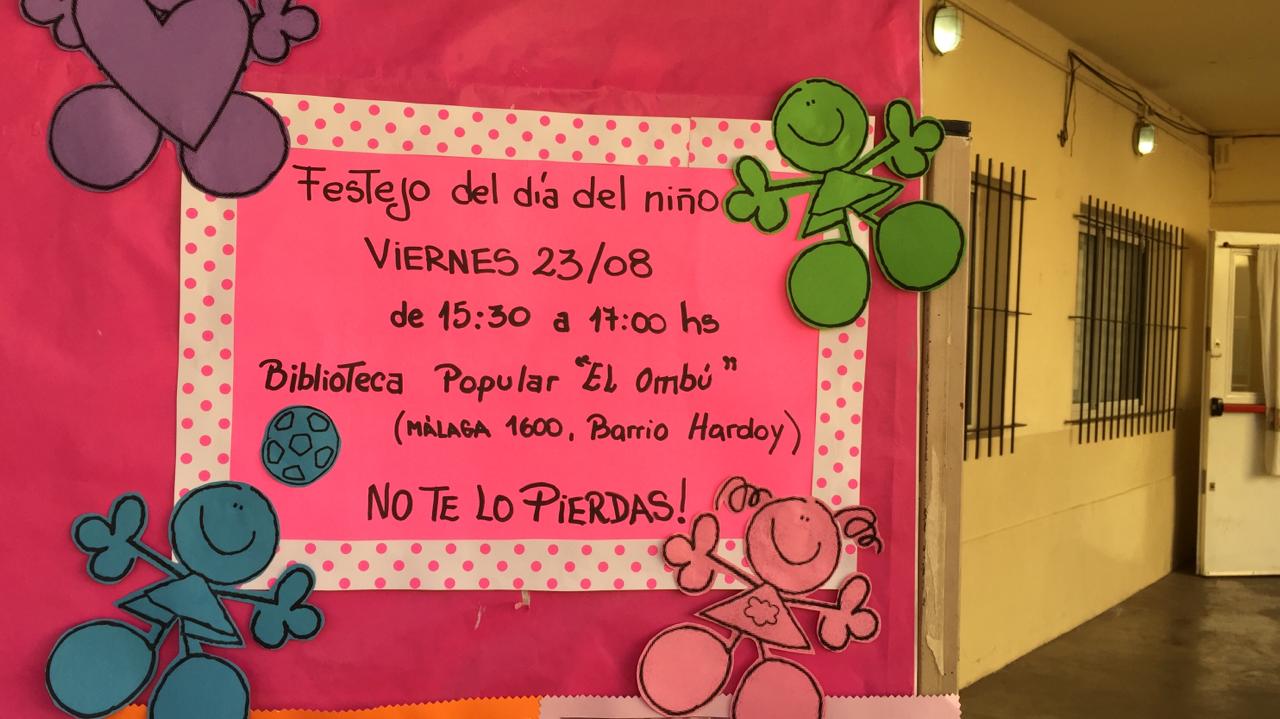 Festejo del día del niño
VIERNES 23/08
de 15:30 a 17:00 hs
Biblioteca Popular "El Ombú"
(MÀLAGA 1600, Barrio Hardoy)
NO TE LO PIERDAS!